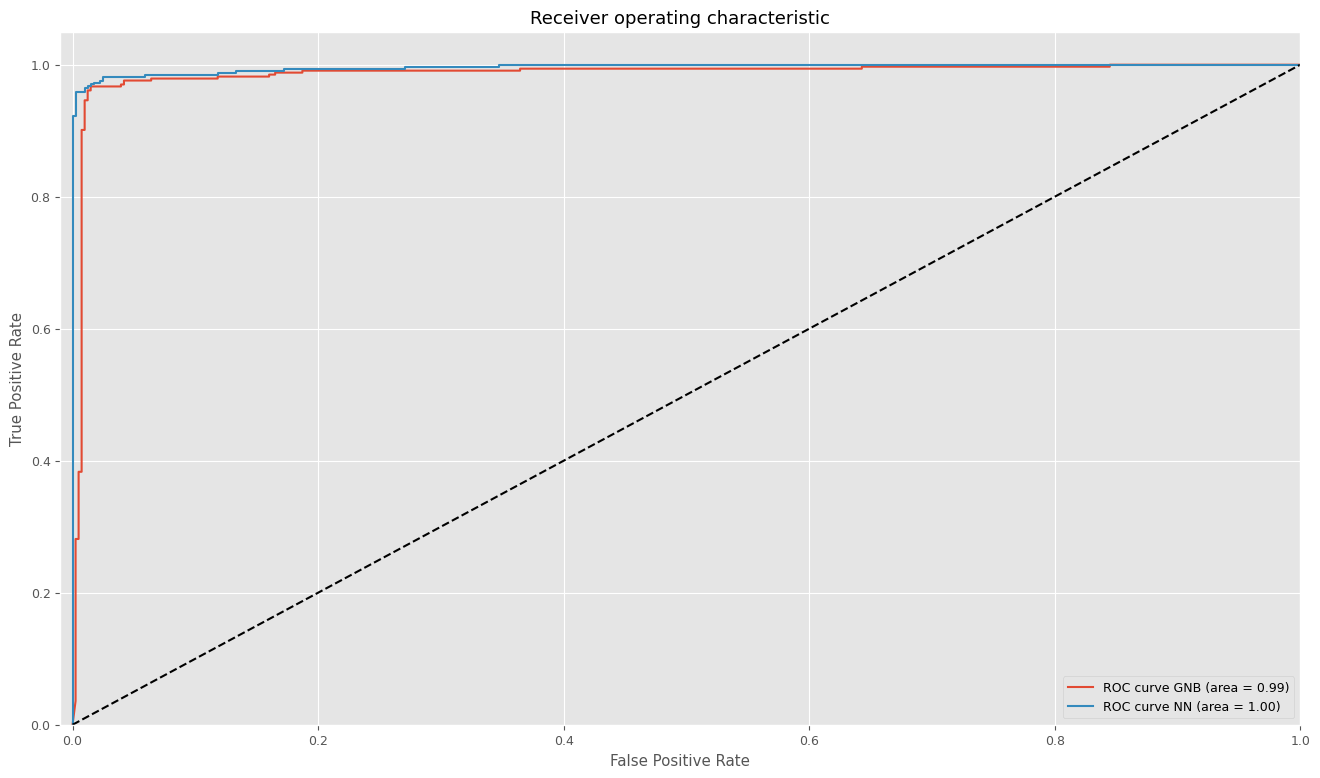 Receiver operating characteristic
True Positive Rate
1.0
0.8
0.6
0.4
0.2
0.0
0.0 0.2 0.4 0.6 0.8 1.0
False Positive Rate
ROC curve GNB (area = 0.99)
ROC curve NN (area = 1.00)